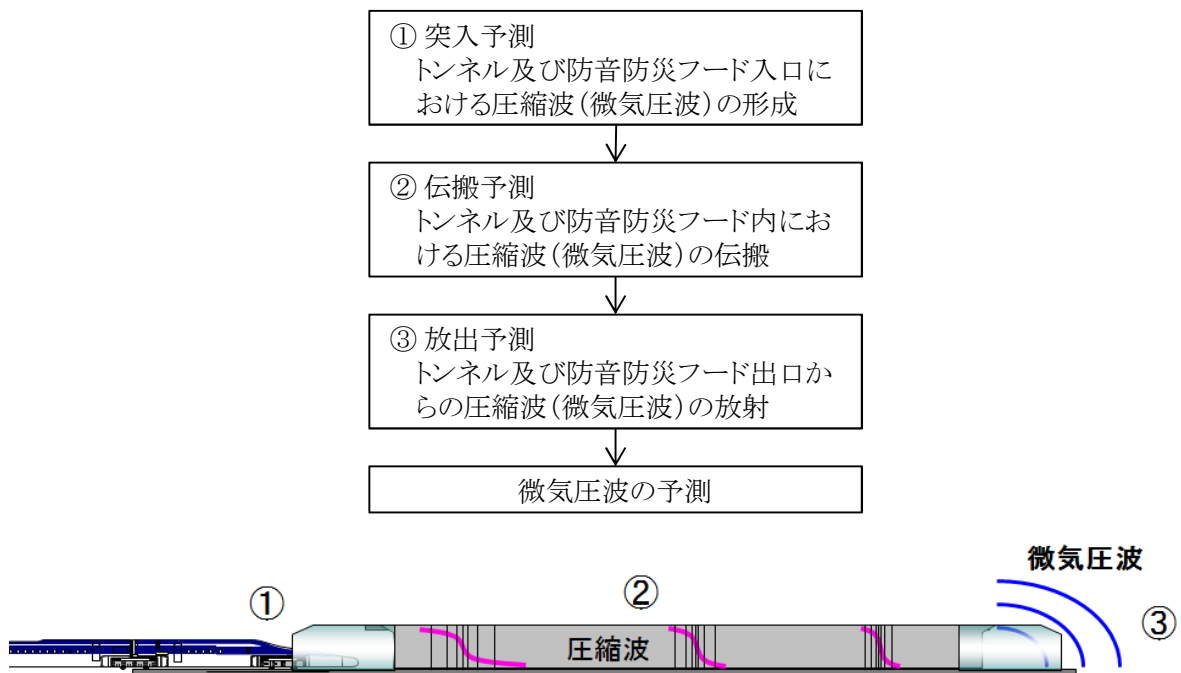 ① 突入予測
トンネル及び防音防災フード入口に
おける圧縮波(微気圧波)の形成
② 伝搬予測
トンネル及び防音防災フード内にお
ける圧縮波(微気圧波)の伝搬
③ 放出予測
トンネル及び防音防災フード出口か
らの圧縮波(微気圧波)の放射
微気圧波の予測
微気圧波
①
②
③
圧縮波